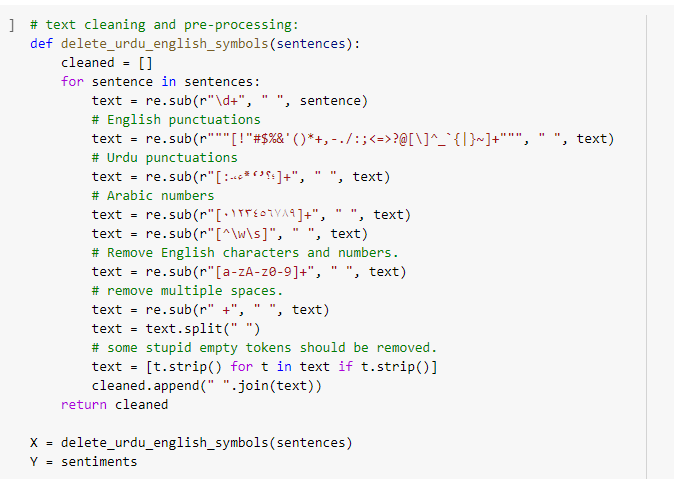 ] # text cleaning and pre-processing:
def delete_urdu_english_symbols(sentences):
    cleaned = []
    for sentence in sentences:
        text = re.sub(r"\d+", " ", sentence)
        # English punctuations
        text = re.sub(r"""[!"#$%&'()*+,-./:;<=>?@[\]^_`{|}~]+""", " ", text)
        # Urdu punctuations
        text = re.sub(r"[:؛؟’‘٭ء،۔]+", " ", text)
        # Arabic numbers
        text = re.sub(r"[٠١٢٣٤٥٦٧٨٩]+", " ", text)
        text = re.sub(r"[^\w\s]", " ", text)
        # Remove English characters and numbers.
        text = re.sub(r"[a-zA-z0-9]+", " ", text)
        # remove multiple spaces.
        text = re.sub(r" +", " ", text)
        text = text.split(" ")
        # some stupid empty tokens should be removed.
        text = [t.strip() for t in text if t.strip()]
        cleaned.append(" ".join(text))
    return cleaned

X = delete_urdu_english_symbols(sentences)
Y = sentiments